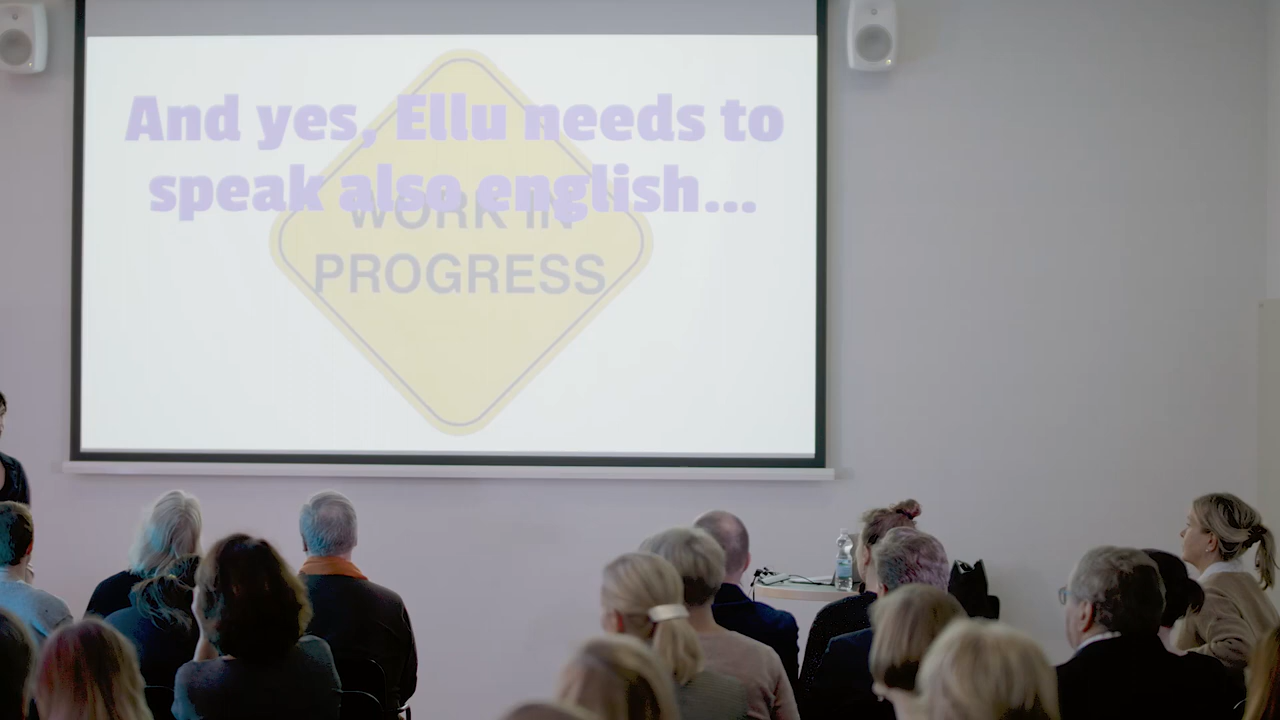 And yes, Ellu needs to
speak also english...
WORK IN
PROGRESS